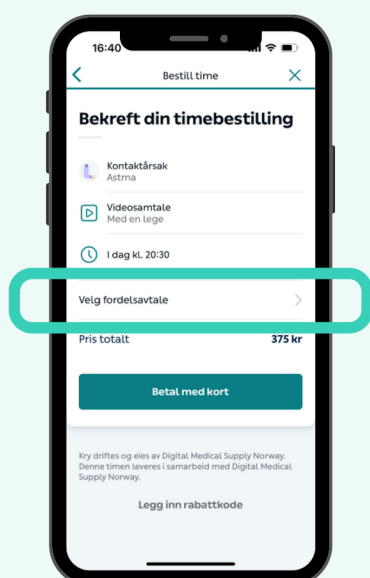 16:40
Bestill time
Bekreft din timebestilling
Kontaktårsak
Astma
Videosamtale
Med en lege
I dag kl. 20:30
Velg fordelsavtale
Pris totalt 375 kr
Betal med kort
Kry driftes og eies av Digital Medical Supply Norway.
Denne timen leveres i samarbeid med Digital Medical
Supply Norway.
Legg inn rabattkode